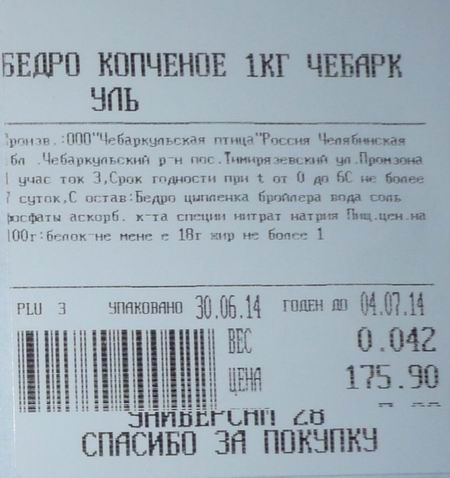 БЕДРО КОПЧЕНОЕ 1КГ ЧЕБАРК
УЛЬ
Произв.:ООО"Чебаркульская птица"Россия Челябинская
обл .Чебаркульский р-н пос.Тимирязевский ул.Промзона
1 учас ток 3,Срок годности при t от 0 до 6С не более
7 суток,С остав:Бедро цыпленка бройлера вода соль
фосфаты аскорб. к-та специи нитрат натрия Пищ.цен.на
100г:белок-не мене е 18г жир не более 1
PLU 3 УПАКОВАНО 30.06.14 ГОДЕН ДО 04.07.14
ВЕС 0.042
ЦЕНА 175.90
УНИВЕРСАМ 28
СПАСИБО ЗА ПОКУПКУ